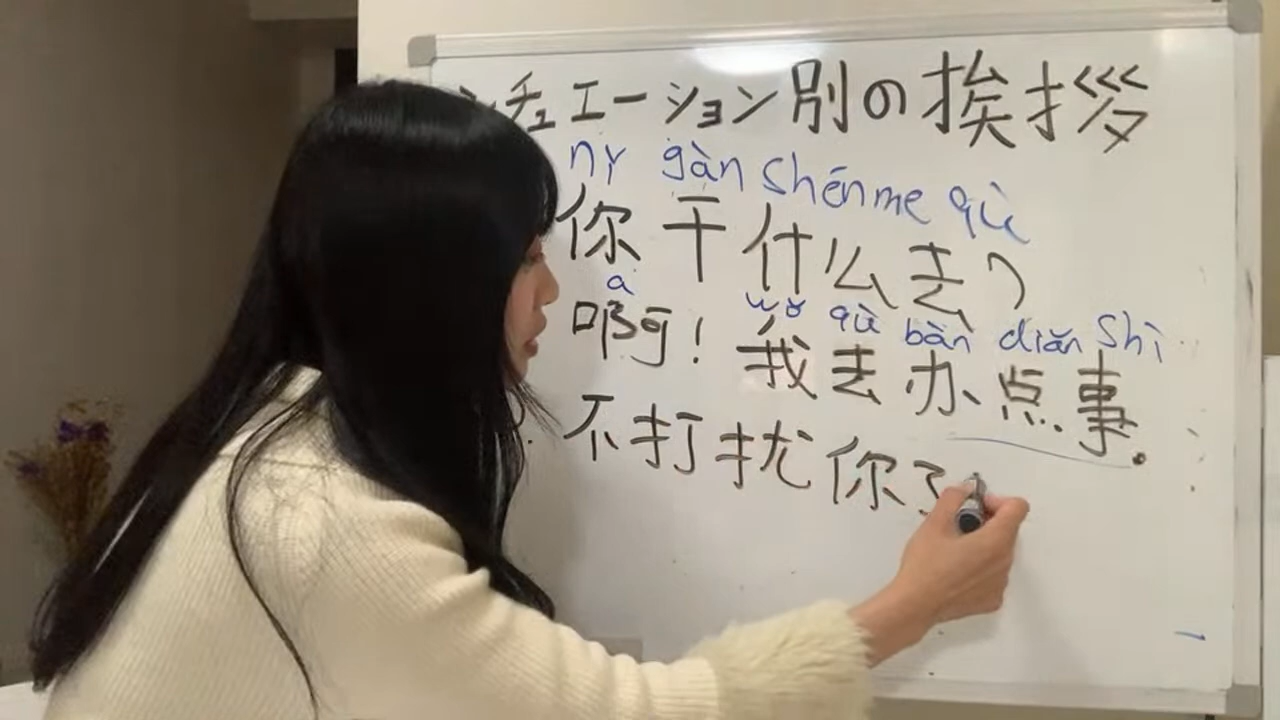 チュエーション別の挨拶
nǐ gàn shénme qù
你干什么去？
à wǒ qù bàn diǎn shì
啊！我去办点事。
不打扰你了